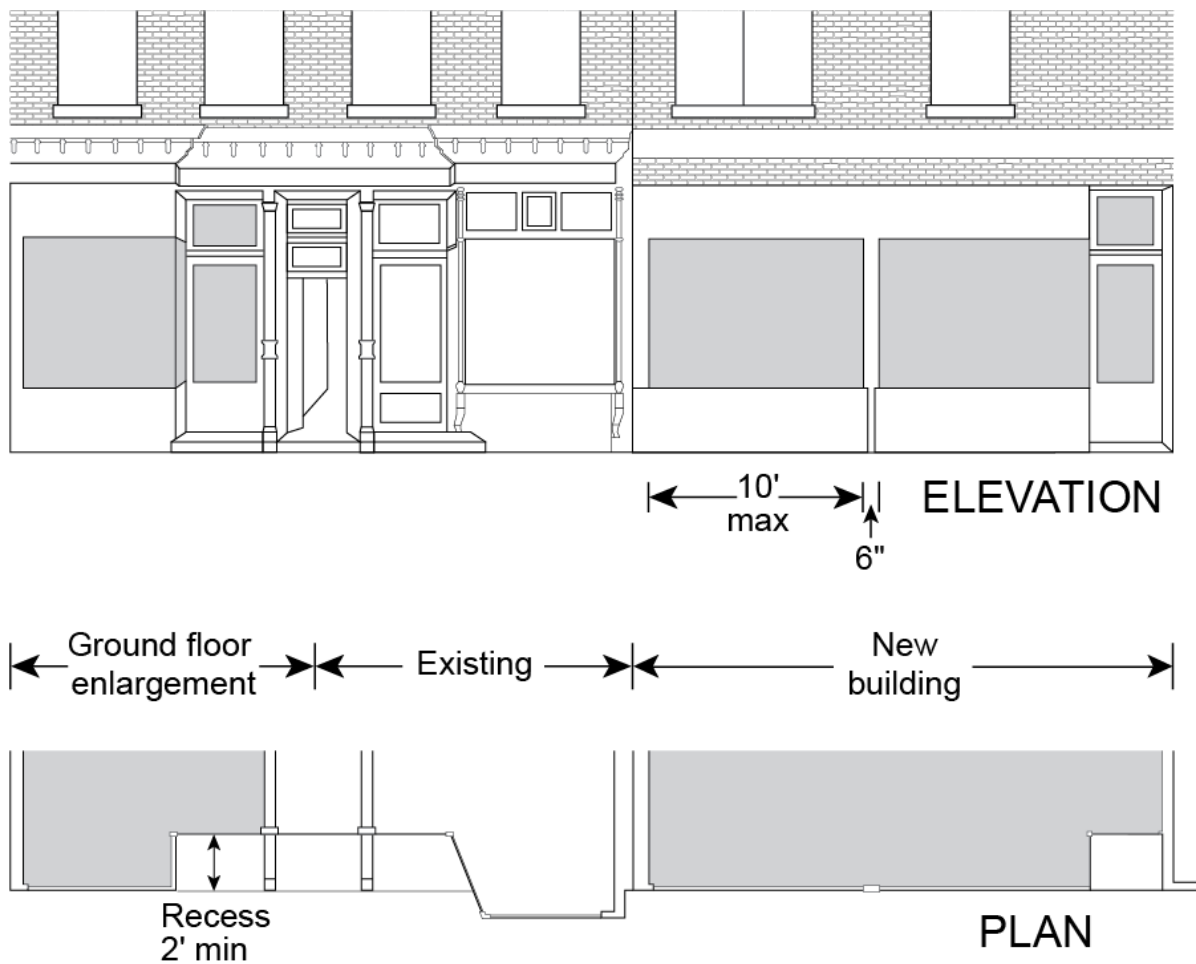 10'
max
ELEVATION
6"
Ground floor
enlargement
Existing
New
building
Recess
2' min
PLAN